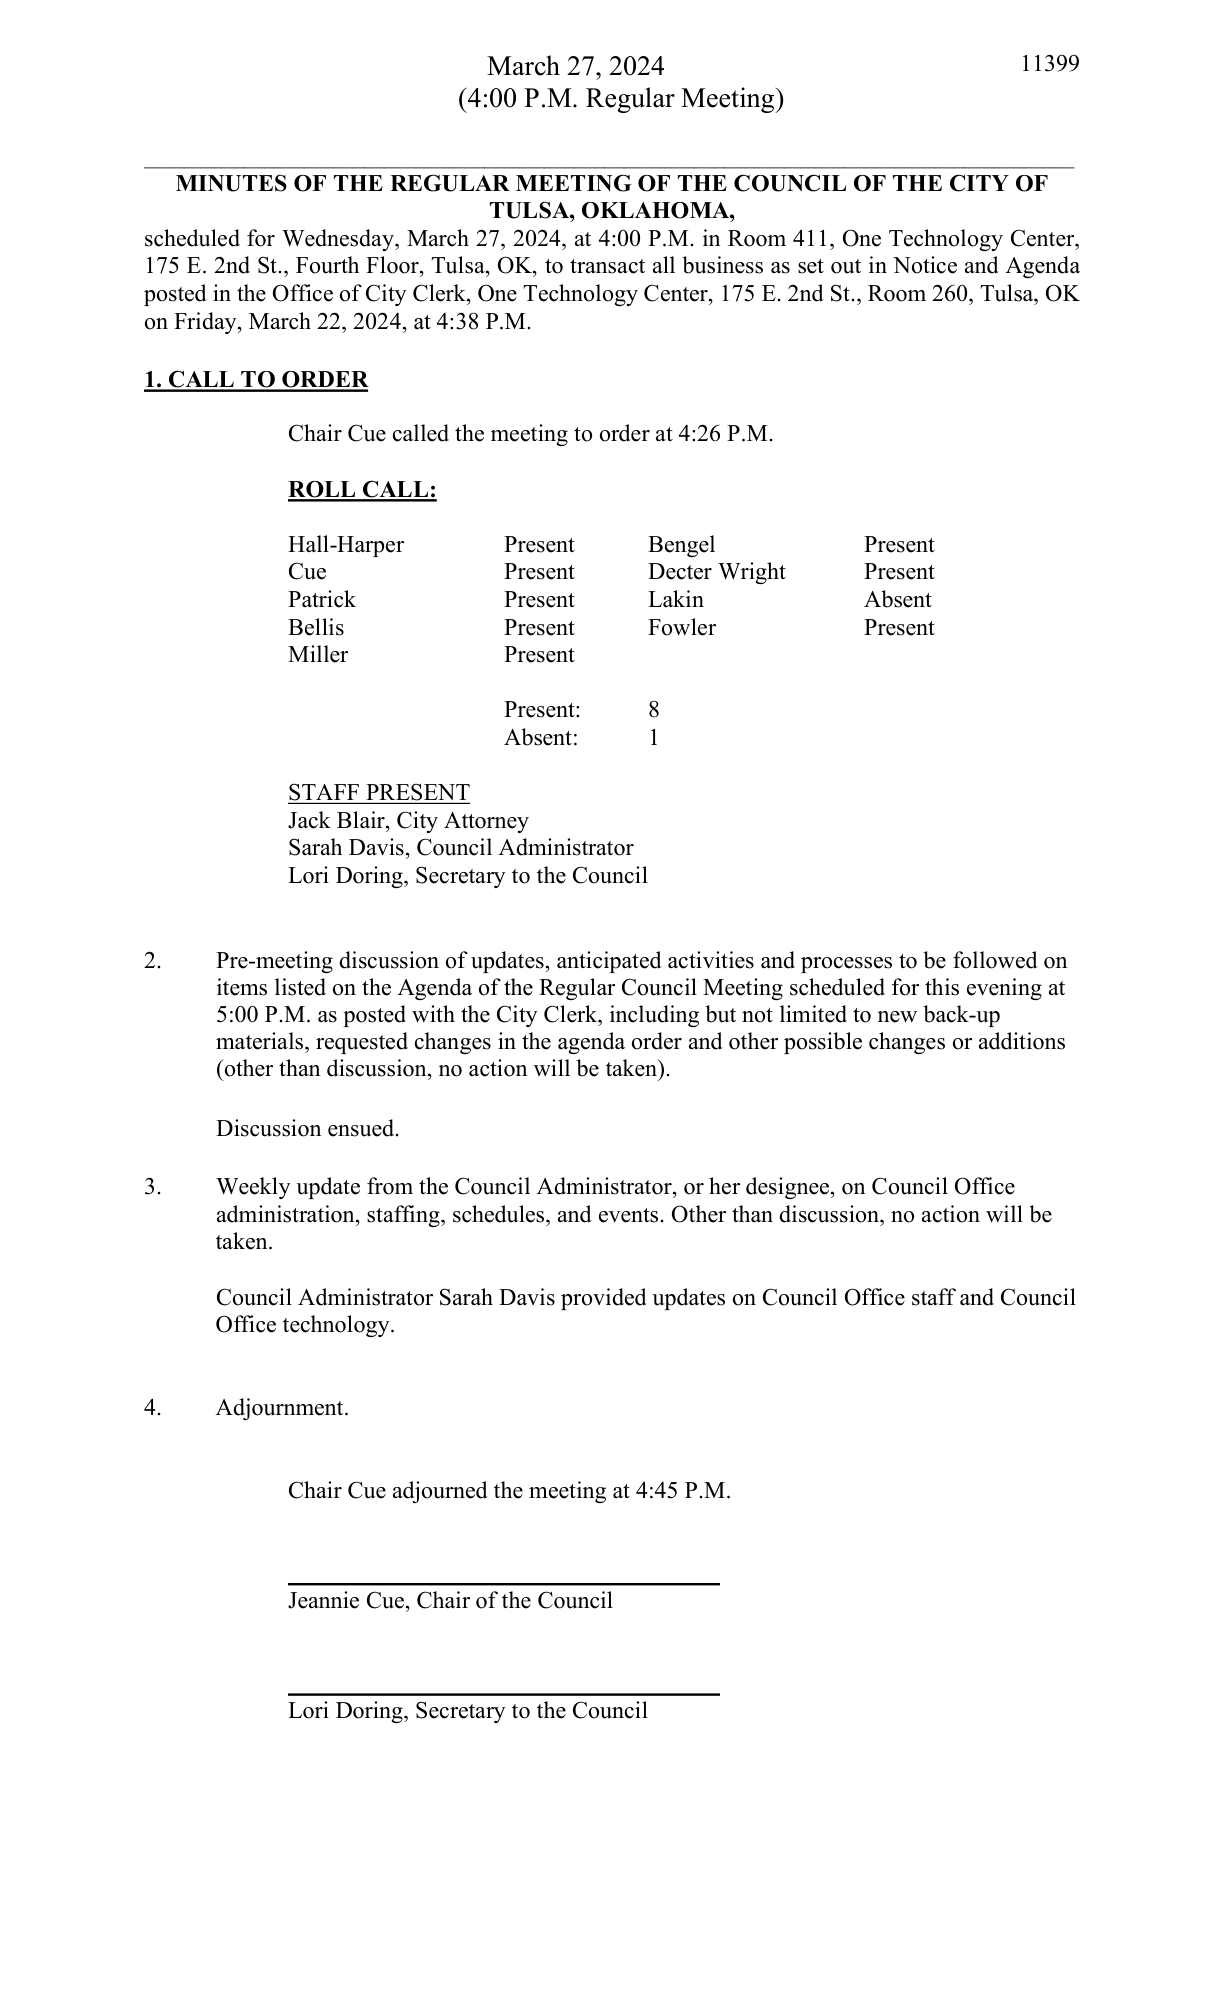 March 27, 2024 11399
(4:00 P.M. Regular Meeting)
MINUTES OF THE REGULAR MEETING OF THE COUNCIL OF THE CITY OF
TULSA, OKLAHOMA,
scheduled for Wednesday, March 27, 2024, at 4:00 P.M. in Room 411, One Technology Center,
175 E. 2nd St., Fourth Floor, Tulsa, OK, to transact all business as set out in Notice and Agenda
posted in the Office of City Clerk, One Technology Center, 175 E. 2nd St., Room 260, Tulsa, OK
on Friday, March 22, 2024, at 4:38 P.M.
1. CALL TO ORDER
Chair Cue called the meeting to order at 4:26 P.M.
ROLL CALL:
Hall-Harper Present Bengel Present
Cue Present Decter Wright Present
Patrick Present Lakin Absent
Bellis Present Fowler Present
Miller Present
Present: 8
Absent: 1
STAFF PRESENT
Jack Blair, City Attorney
Sarah Davis, Council Administrator
Lori Doring, Secretary to the Council
2. Pre-meeting discussion of updates, anticipated activities and processes to be followed on
items listed on the Agenda of the Regular Council Meeting scheduled for this evening at
5:00 P.M. as posted with the City Clerk, including but not limited to new back-up
materials, requested changes in the agenda order and other possible changes or additions
(other than discussion, no action will be taken).
Discussion ensued.
3. Weekly update from the Council Administrator, or her designee, on Council Office
administration, staffing, schedules, and events. Other than discussion, no action will be
taken.
Council Administrator Sarah Davis provided updates on Council Office staff and Council
Office technology.
4. Adjournment.
Chair Cue adjourned the meeting at 4:45 P.M.
Jeannie Cue, Chair of the Council
Lori Doring, Secretary to the Council